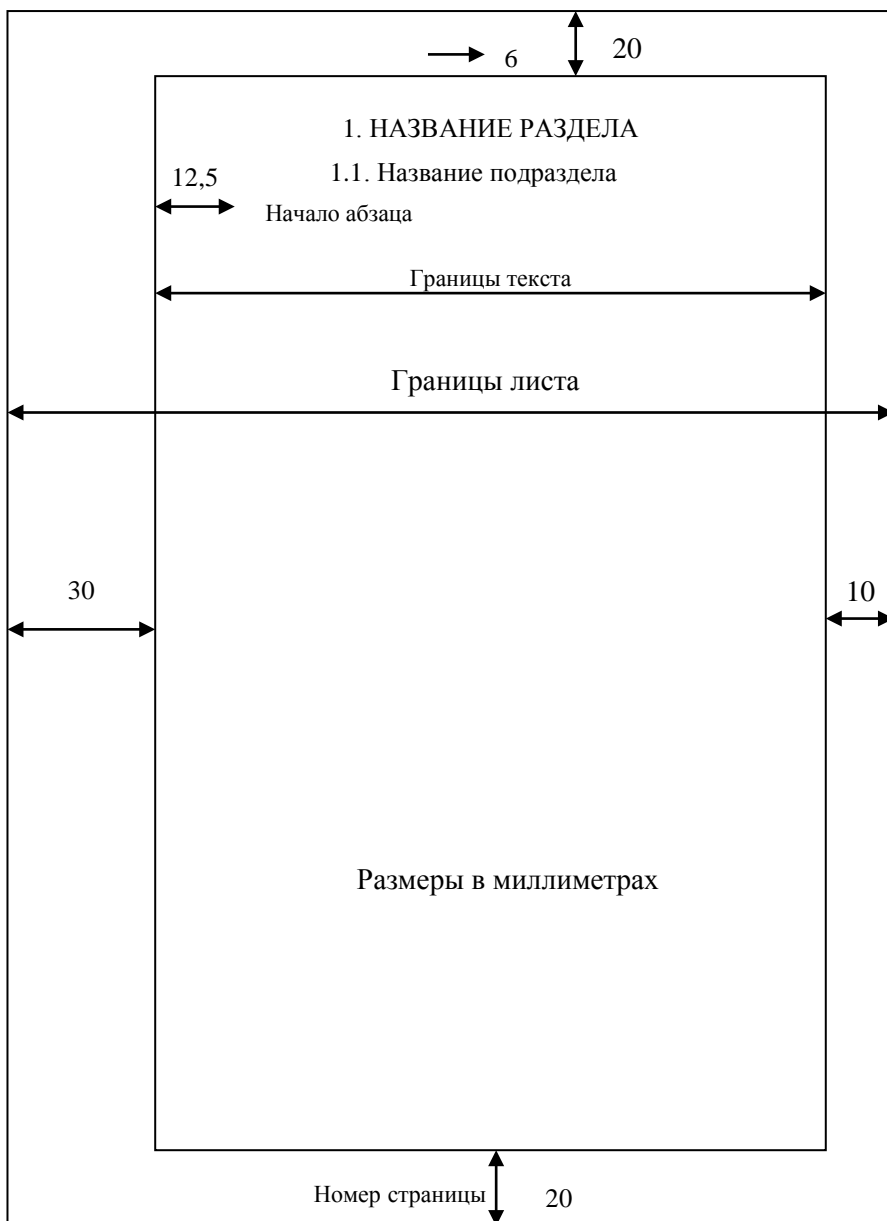 20
6
1. НАЗВАНИЕ РАЗДЕЛА
1.1. Название подраздела
12,5
Начало абзаца
Границы текста
Границы листа
30
10
Размеры в миллиметрах
Номер страницы
20